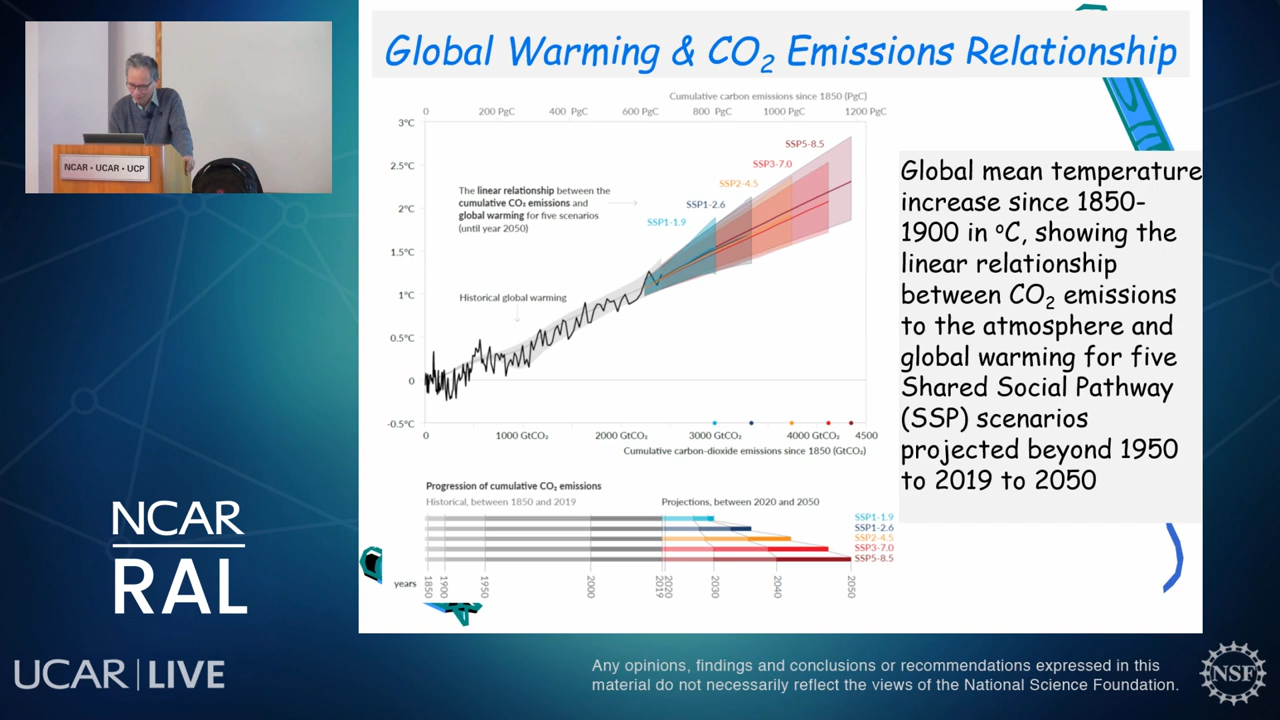 Global Warming & CO₂ Emissions Relationship
NCAR • UCAR • UCP
Cumulative carbon emissions since 1850 (PgC)
0 200 PgC 400 PgC 600 PgC 800 PgC 1000 PgC 1200 PgC
3°C
2.5°C
2°C
1.5°C
1°C
0.5°C
0
-0.5°C
SSP5-8.5
SSP3-7.0
SSP2-4.5
SSP1-2.6
SSP1-1.9
The linear relationship between the
cumulative CO₂ emissions and
global warming for five scenarios
(until year 2050)
Historical global warming
0 1000 GtCO₂ 2000 GtCO₂ 3000 GtCO₂ 4000 GtCO₂ 4500
Cumulative carbon-dioxide emissions since 1850 (GtCO₂)
Progression of cumulative CO₂ emissions
Historical, between 1850 and 2019 Projections, between 2020 and 2050
SSP1-1.9
SSP1-2.6
SSP2-4.5
SSP3-7.0
SSP5-8.5
years 1850 1900 1950 2000 2019 2020 2030 2040 2050
Global mean temperature
increase since 1850-
1900 in °C, showing the
linear relationship
between CO₂ emissions
to the atmosphere and
global warming for five
Shared Social Pathway
(SSP) scenarios
projected beyond 1950
to 2019 to 2050
NCAR
RAL
UCAR | LIVE
Any opinions, findings and conclusions or recommendations expressed in this
material do not necessarily reflect the views of the National Science Foundation.
NSF